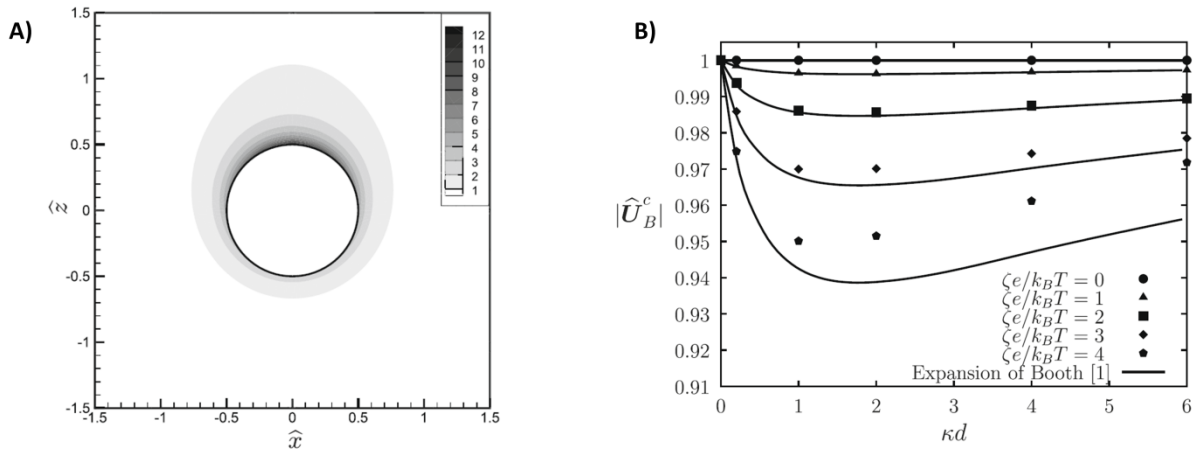 A)
1.5
1
0.5
0
-0.5
-1
-1.5
ẑ
-1.5
-1
-0.5
0
0.5
1
1.5
x̂
12
11
10
9
8
7
6
5
4
3
2
1
B)
1
0.99
0.98
0.97
0.96
0.95
0.94
0.93
0.92
0.91
|Û_B^c|
ζe/k_BT = 0
ζe/k_BT = 1
ζe/k_BT = 2
ζe/k_BT = 3
ζe/k_BT = 4
Expansion of Booth [1]
0 1 2 3 4 5 6
κd